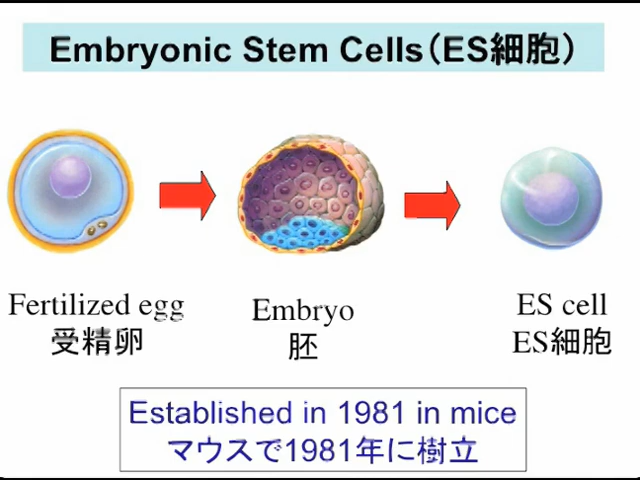 Embryonic Stem Cells（ES細胞）
Fertilized egg
受精卵
Embryo
胚
ES cell
ES細胞
Established in 1981 in mice
マウスで1981年に樹立